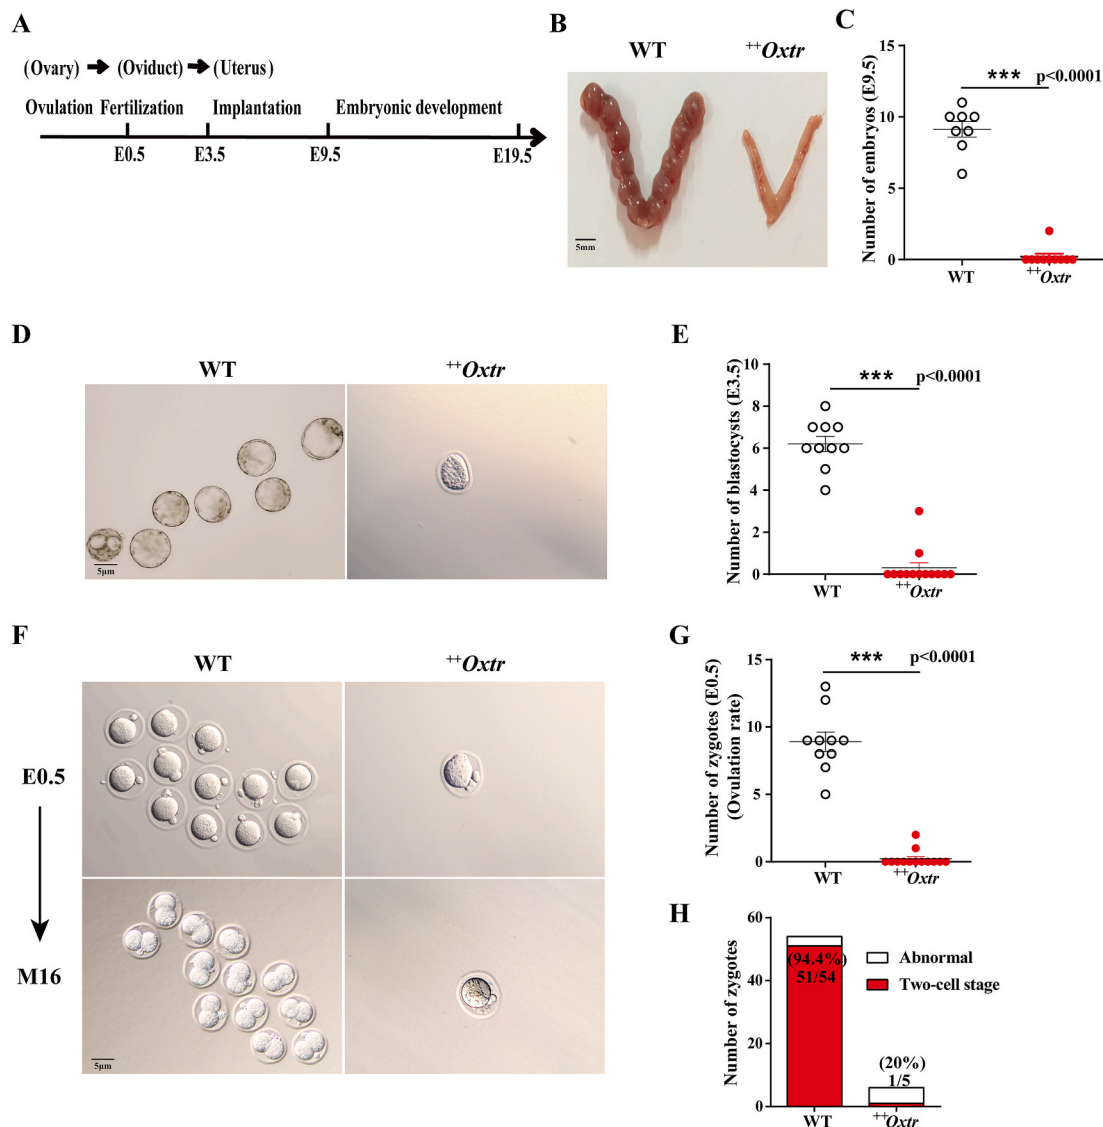 A
(Ovary) (Oviduct) (Uterus)
Ovulation Fertilization Implantation Embryonic development
E0.5 E3.5 E9.5 E19.5
B
WT ++Oxtr
5mm
C
Number of embryos (E9.5)
15
10
5
0
*** p<0.0001
WT ++Oxtr
D
WT ++Oxtr
5μm
E
Number of blastocysts (E3.5)
10
8
6
4
2
0
*** p<0.0001
WT ++Oxtr
F
WT ++Oxtr
E0.5
M16
5μm
G
Number of zygotes (E0.5)
(Ovulation rate)
15
10
5
0
*** p<0.0001
WT ++Oxtr
H
Number of zygotes
60
40
20
0
(94.4%)
51/54
(20%)
1/5
Abnormal
Two-cell stage
WT ++Oxtr